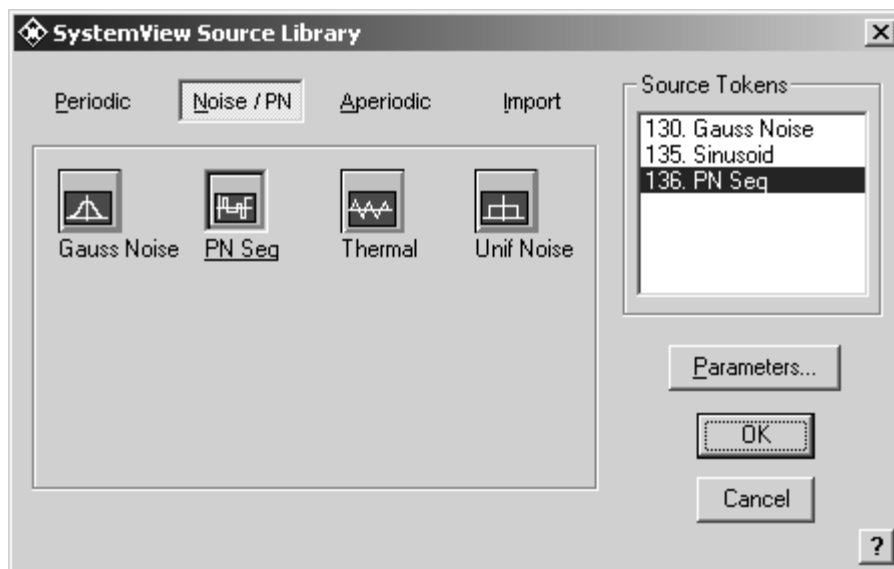 SystemView Source Library
Periodic Noise / PN Aperiodic Import
Gauss Noise PN Seq Thermal Unif Noise
Source Tokens
130. Gauss Noise
135. Sinusoid
136. PN Seq
Parameters...
OK
Cancel
?